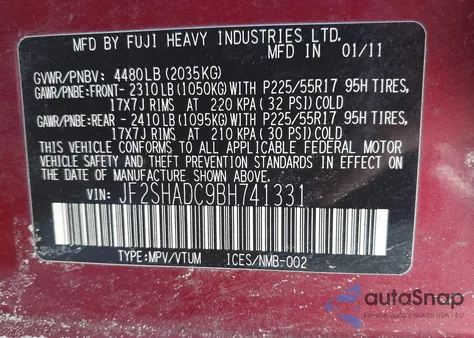 MFD BY FUJI HEAVY INDUSTRIES LTD.
MFD IN 01/11
GVWR/PNBV: 4480LB (2035KG)
GAWR/PNBE:FRONT- 2310LB (1050KG)WITH P225/55R17 95H TIRES,
17X7J RIMS AT 220 KPA ( 32 PSI) COLD
GAWR/PNBE:REAR - 2410LB (1095KG)WITH P225/55R17 95H TIRES,
17X7J RIMS AT 210 KPA ( 30 PSI) COLD
THIS VEHICLE CONFORMS TO ALL APPLICABLE FEDERAL MOTOR
VEHICLE SAFETY AND THEFT PREVENTION STANDARDS IN EFFECT
ON THE DATE OF MANUFACTURE SHOWN ABOVE.
VIN: JF2SHADC9BH741331
TYPE:MPV/VTUM 1CES/NMB-002
autoSnap